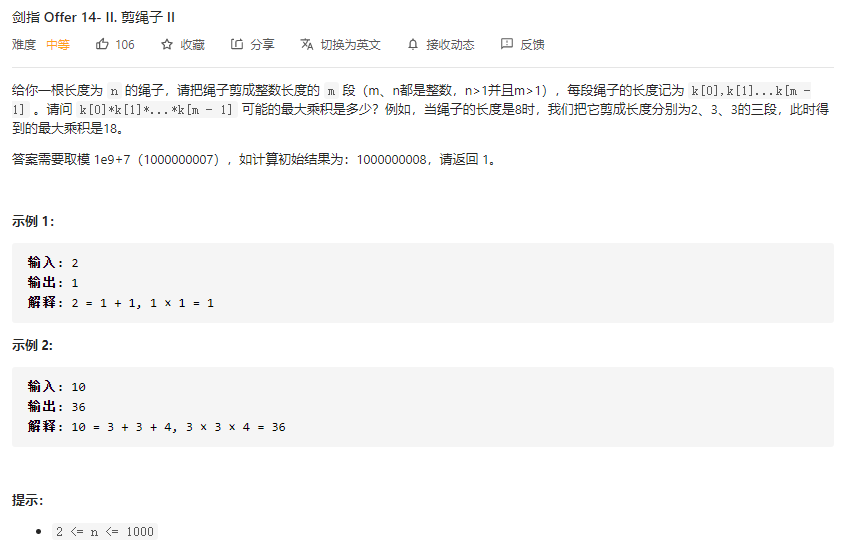 剑指 Offer 14- II. 剪绳子 II
难度 中等 106 收藏 分享 切换为英文 接收动态 反馈
给你一根长度为 n 的绳子，请把绳子剪成整数长度的 m 段（m、n都是整数，n>1并且m>1），每段绳子的长度记为 k[0],k[1]...k[m -
1] 。请问 k[0]*k[1]*...*k[m - 1] 可能的最大乘积是多少？例如，当绳子的长度是8时，我们把它剪成长度分别为2、3、3的三段，此时得
到的最大乘积是18。
答案需要取模 1e9+7（1000000007），如计算初始结果为：1000000008，请返回 1。
示例 1：
输入: 2
输出: 1
解释: 2 = 1 + 1, 1 × 1 = 1
示例 2:
输入: 10
输出: 36
解释: 10 = 3 + 3 + 4, 3 × 3 × 4 = 36
提示：
2 <= n <= 1000